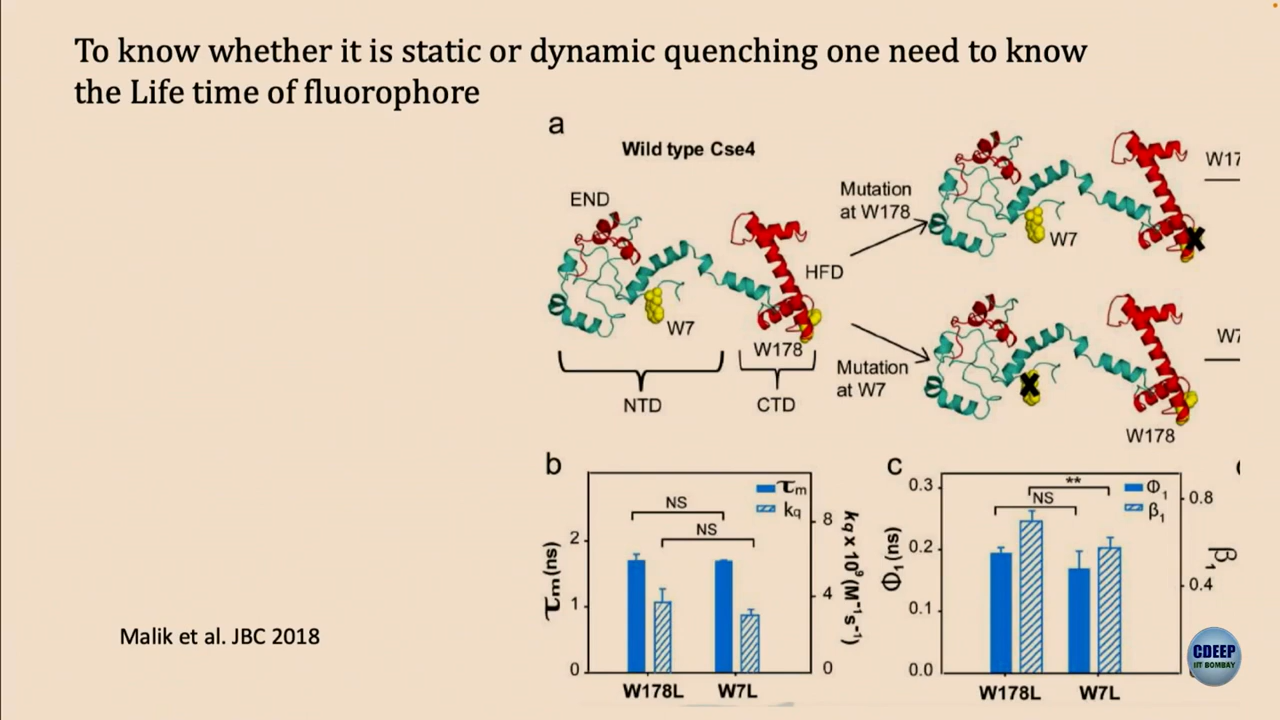 To know whether it is static or dynamic quenching one need to know
the Life time of fluorophore
a
Wild type Cse4
END
W7
HFD
W178
NTD
CTD
Mutation
at W178
W7
W17
Mutation
at W7
W7
W178
b
τm
kq
NS
NS
2
1
0
τm (ns)
8
4
0
kq x 10⁹ (M⁻¹s⁻¹)
W178L
W7L
c
Φ1
β1
**
NS
0.3
0.2
0.1
0.0
Φ1 (ns)
0.8
0.4
β1
W178L
W7L
Malik et al. JBC 2018
CDEEP
IIT BOMBAY